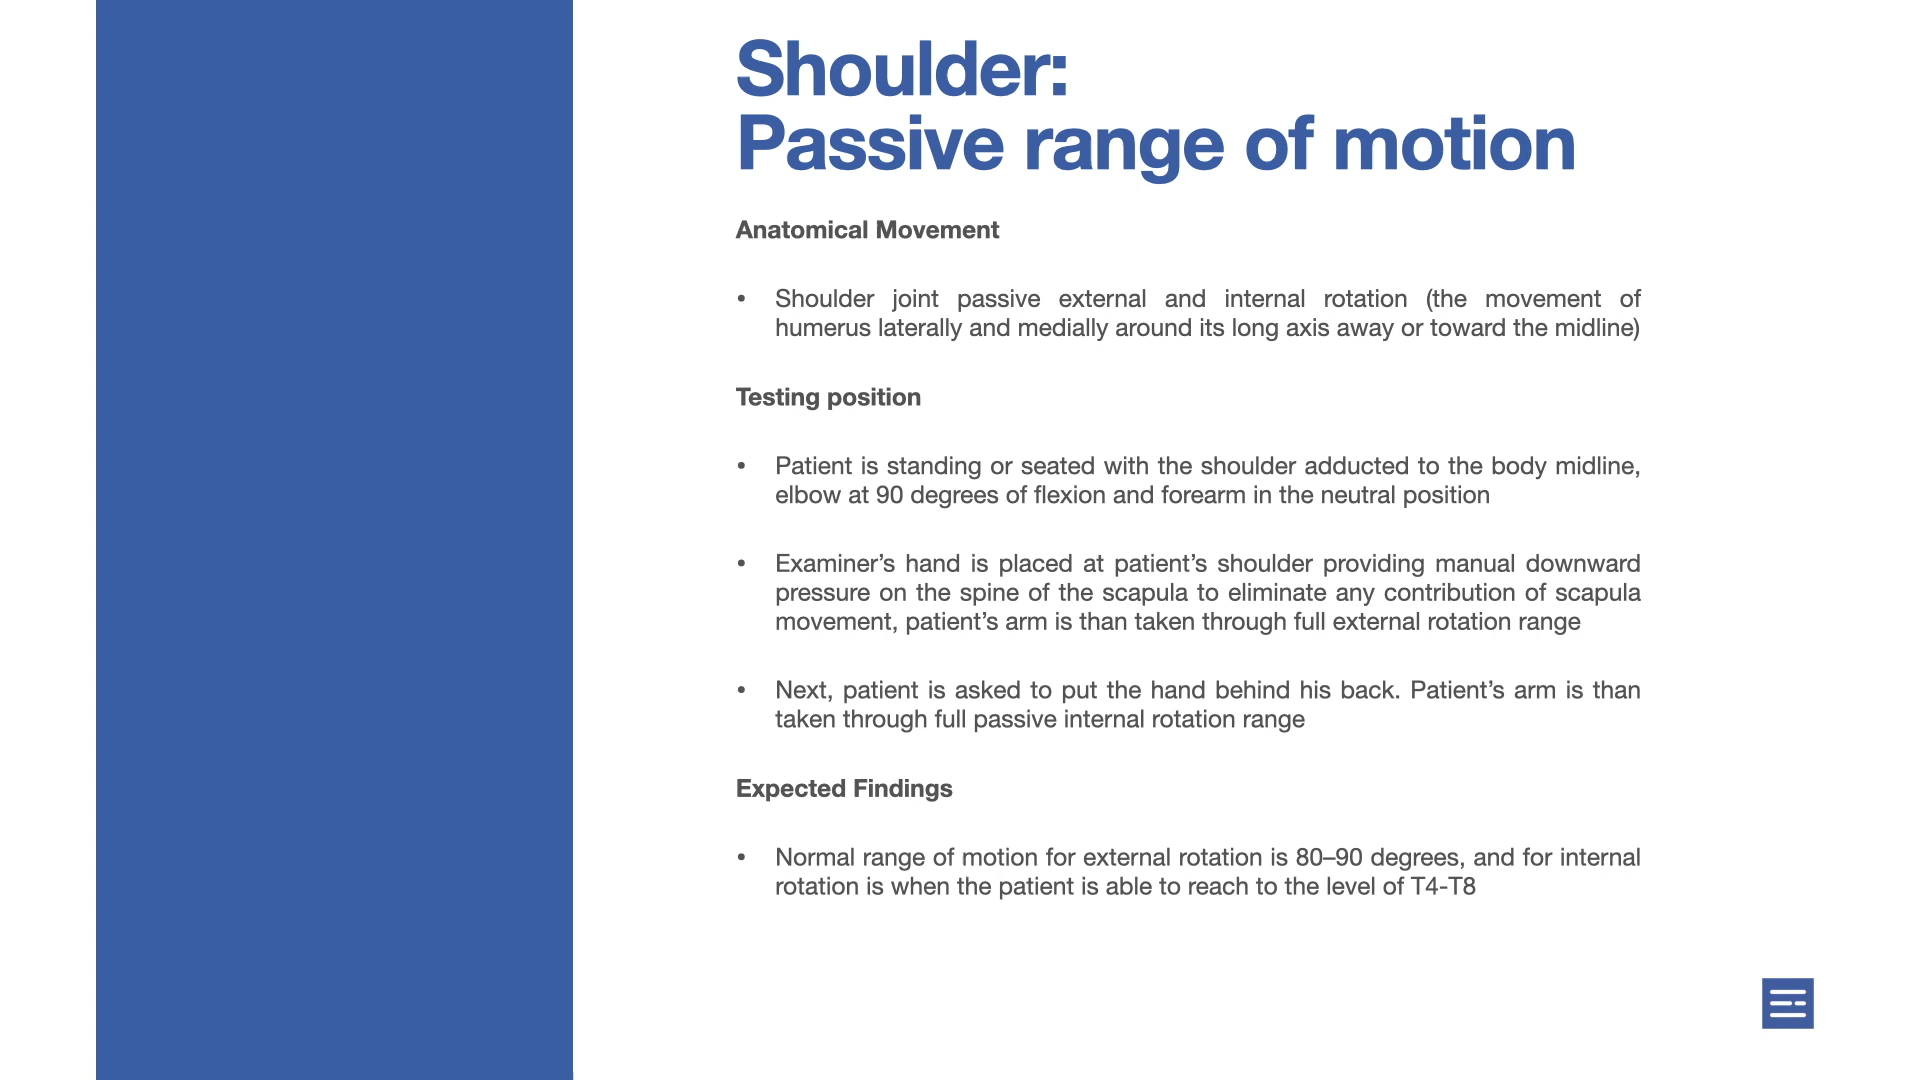 Shoulder:
Passive range of motion
Anatomical Movement
• Shoulder joint passive external and internal rotation (the movement of
humerus laterally and medially around its long axis away or toward the midline)
Testing position
• Patient is standing or seated with the shoulder adducted to the body midline,
elbow at 90 degrees of flexion and forearm in the neutral position
• Examiner’s hand is placed at patient’s shoulder providing manual downward
pressure on the spine of the scapula to eliminate any contribution of scapula
movement, patient’s arm is than taken through full external rotation range
• Next, patient is asked to put the hand behind his back. Patient’s arm is than
taken through full passive internal rotation range
Expected Findings
• Normal range of motion for external rotation is 80–90 degrees, and for internal
rotation is when the patient is able to reach to the level of T4-T8